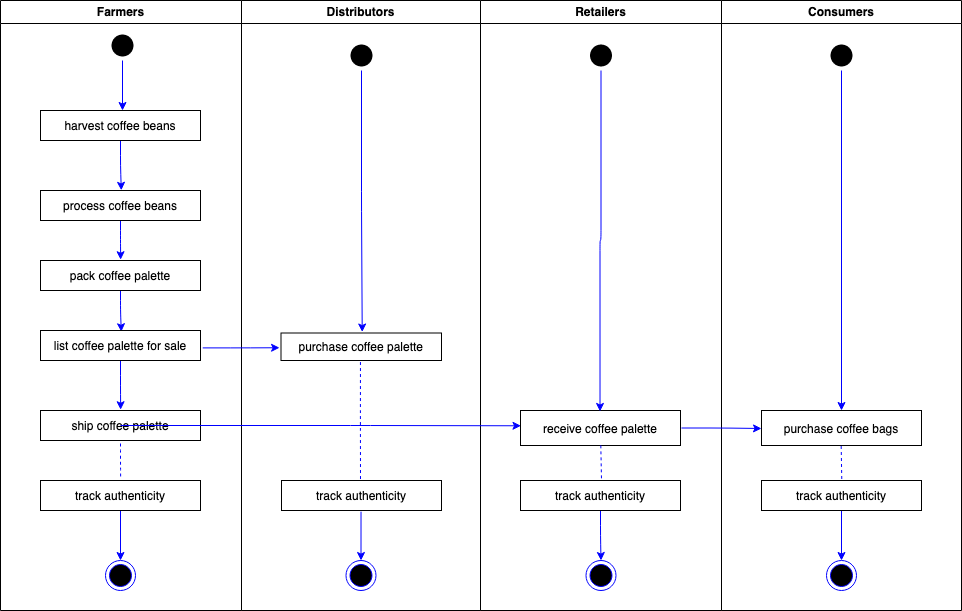 Farmers
Distributors
Retailers
Consumers
harvest coffee beans
process coffee beans
pack coffee palette
list coffee palette for sale
purchase coffee palette
ship coffee palette
receive coffee palette
purchase coffee bags
track authenticity
track authenticity
track authenticity
track authenticity